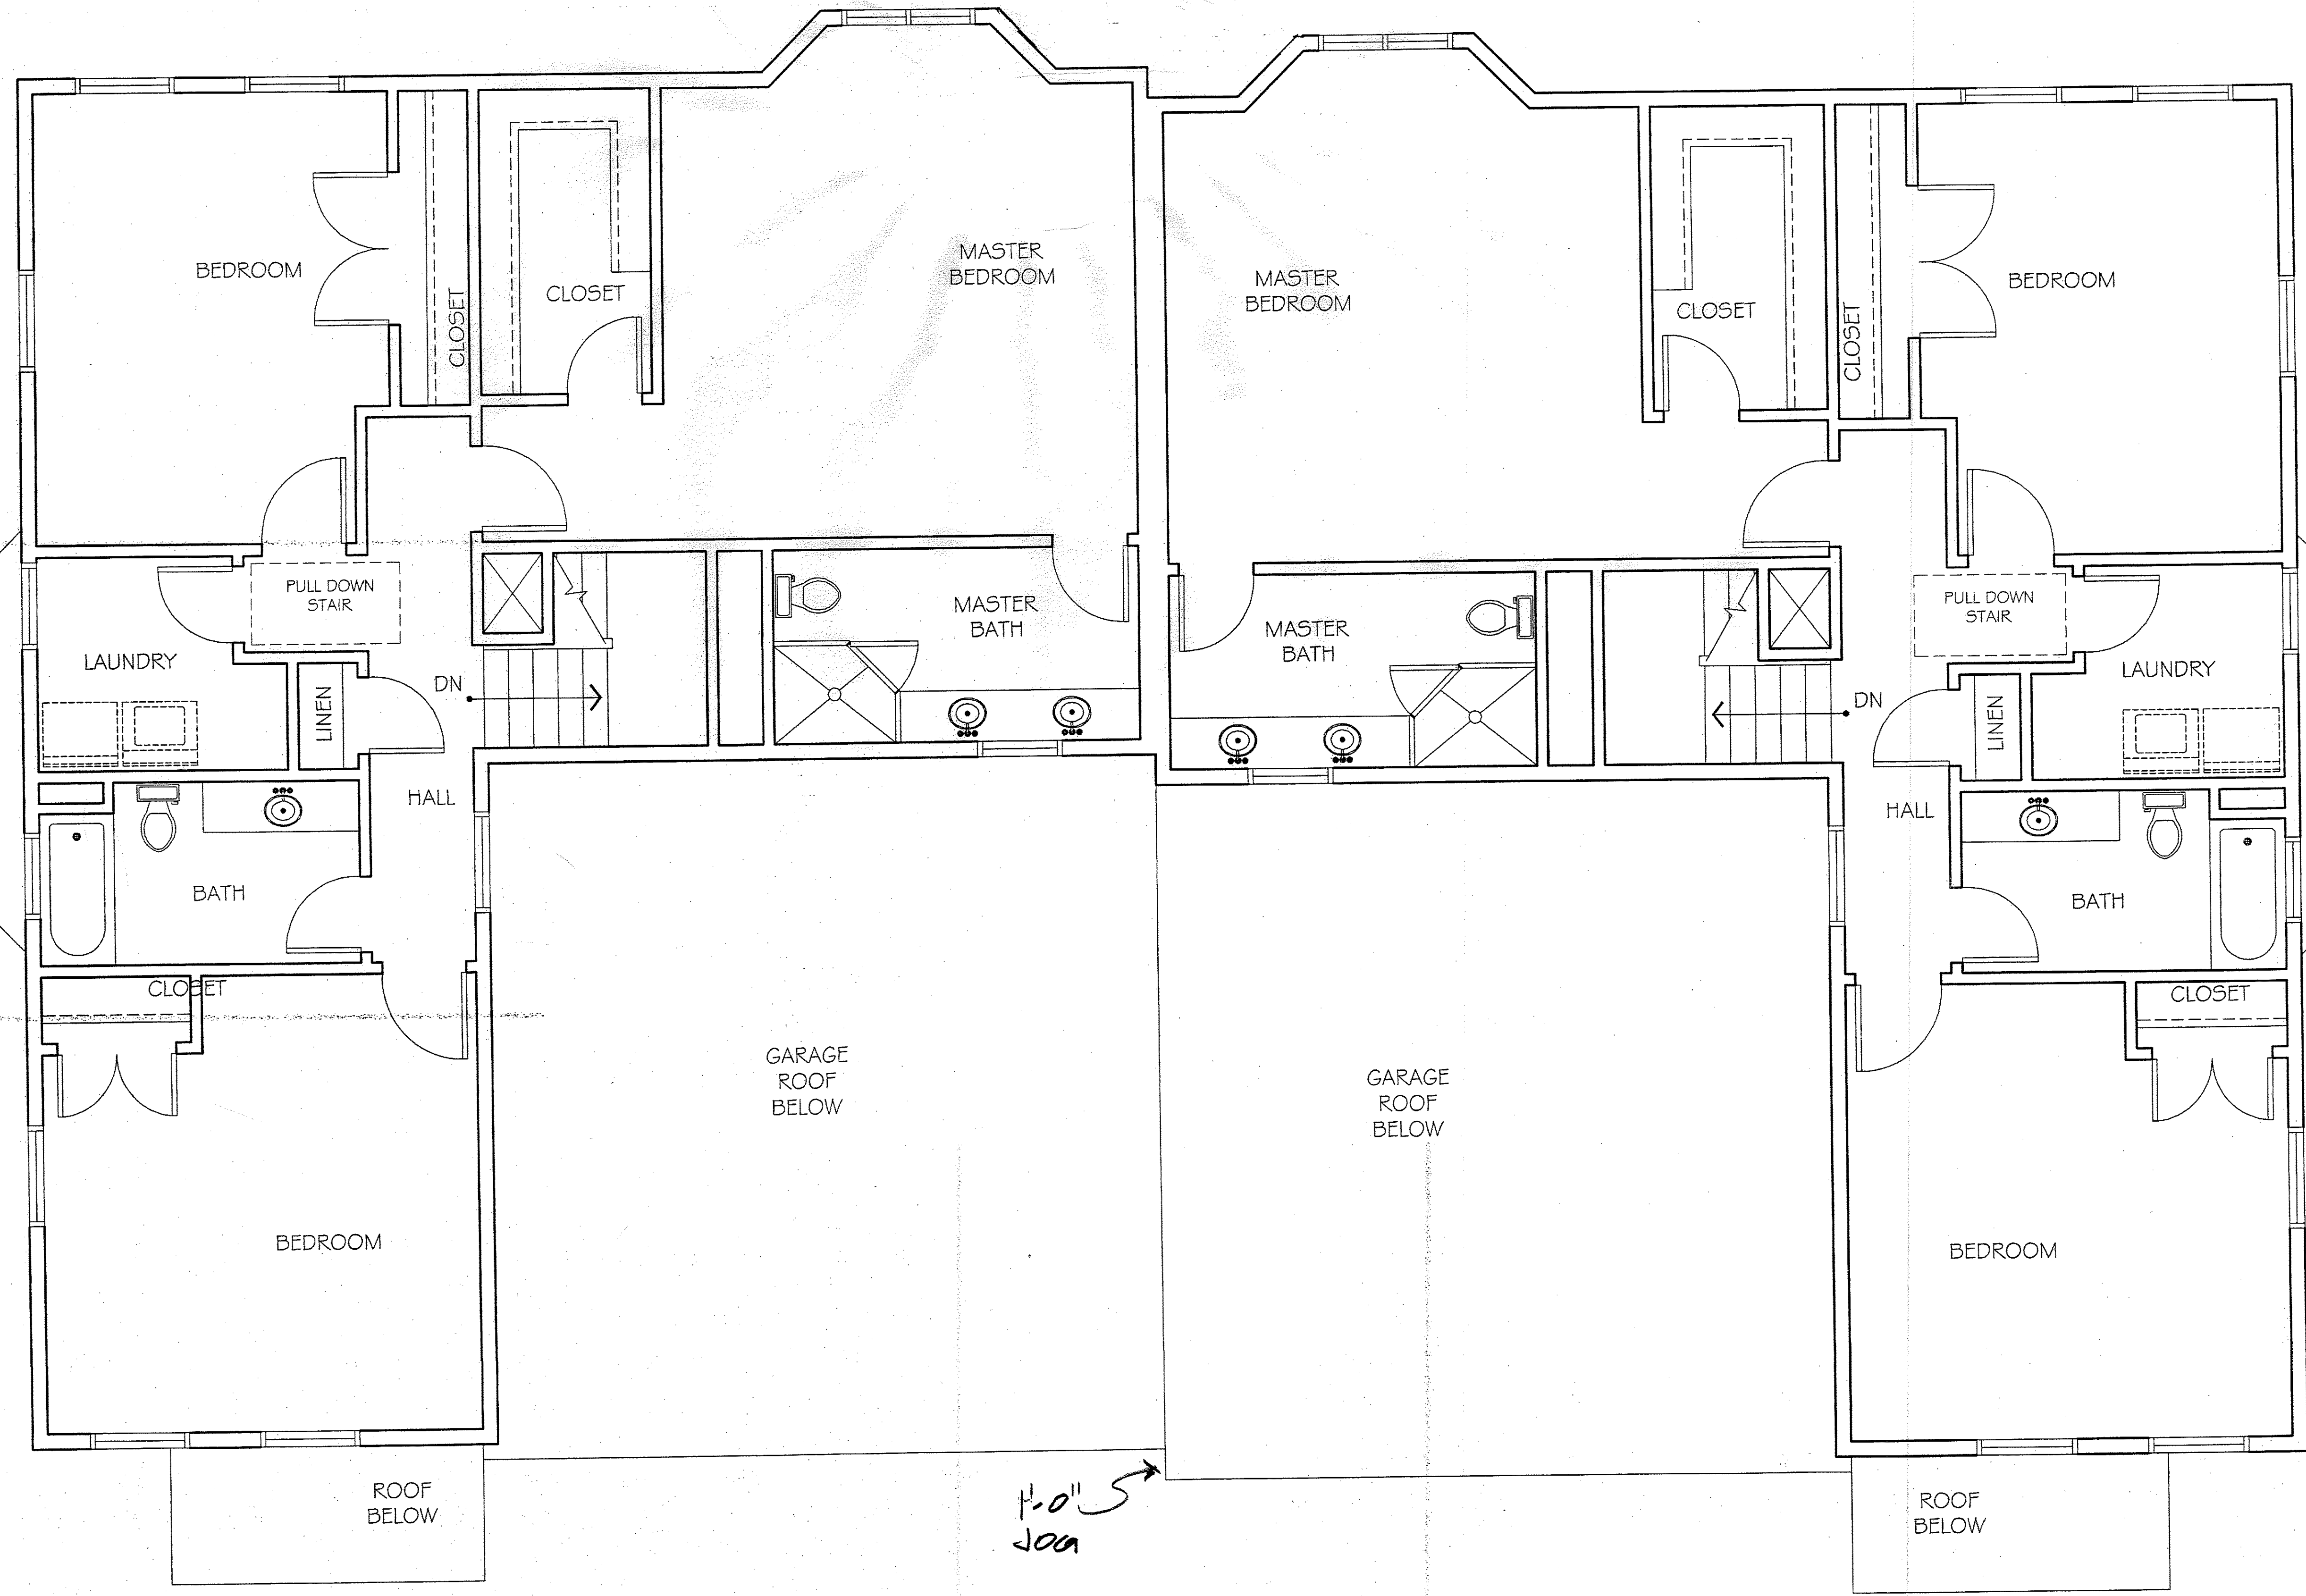 BEDROOM
CLOSET
CLOSET
MASTER
BEDROOM
MASTER
BEDROOM
CLOSET
CLOSET
BEDROOM
PULL DOWN
STAIR
LAUNDRY
LINEN
DN
MASTER
BATH
MASTER
BATH
DN
PULL DOWN
STAIR
LINEN
LAUNDRY
HALL
BATH
HALL
BATH
CLOSET
CLOSET
GARAGE
ROOF
BELOW
GARAGE
ROOF
BELOW
BEDROOM
BEDROOM
ROOF
BELOW
1'-0"
JOG
ROOF
BELOW